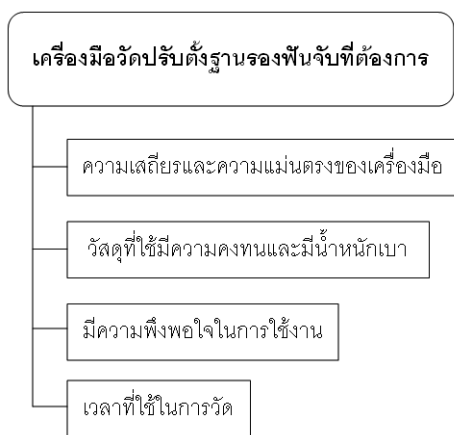 เครื่องมือวัดปรับตั้งฐานรองฟันจับที่ต้องการ
ความเสถียรและความแม่นตรงของเครื่องมือ
วัสดุที่ใช้มีความคงทนและมีน้ำหนักเบา
มีความพึงพอใจในการใช้งาน
เวลาที่ใช้ในการวัด